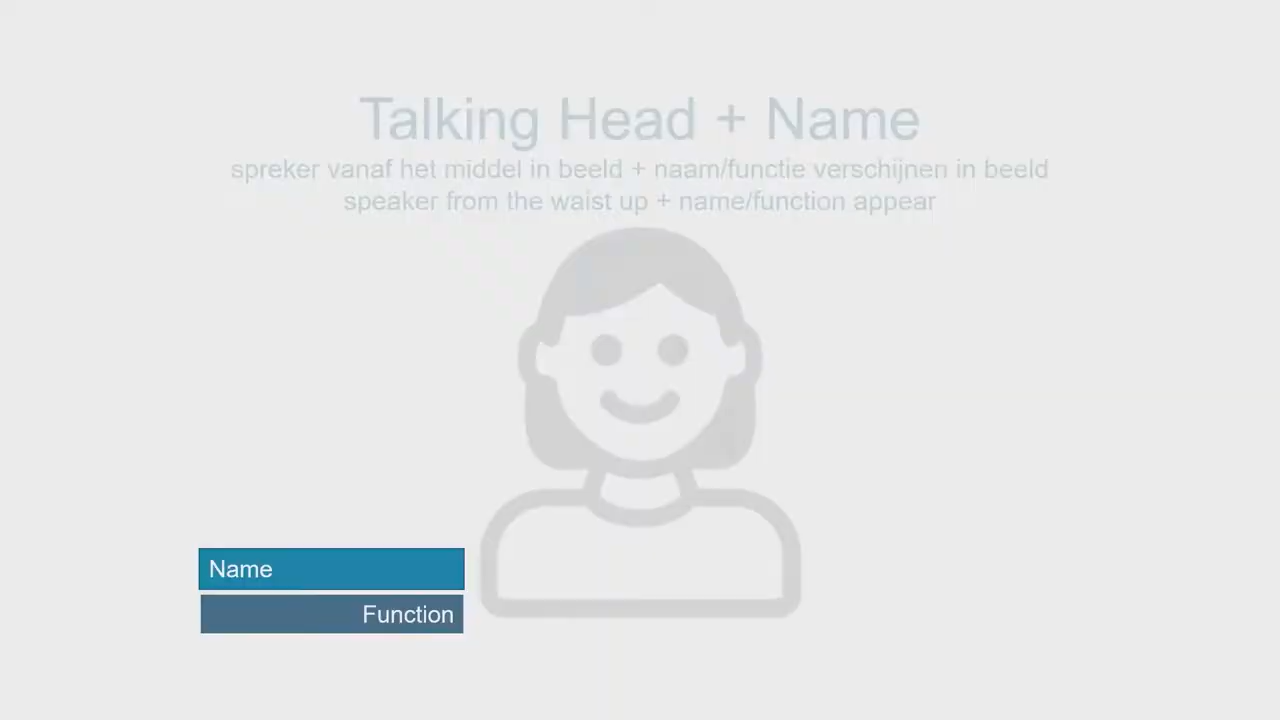 Talking Head + Name
spreker vanaf het middel in beeld + naam/functie verschijnen in beeld
speaker from the waist up + name/function appear
Name
Function